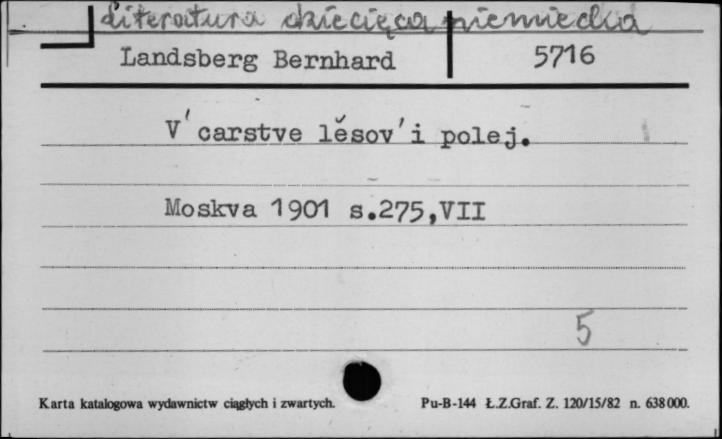 Literatura dziecięca niemiecka
Landsberg Bernhard 5716
V' carstve lěsov' i polej.
Moskva 1901 s.275,VII
5
Karta katalogowa wydawnictw ciągłych i zwartych. Pu-B-144 Ł.Z.Graf. Z. 120/15/82 n. 638000.